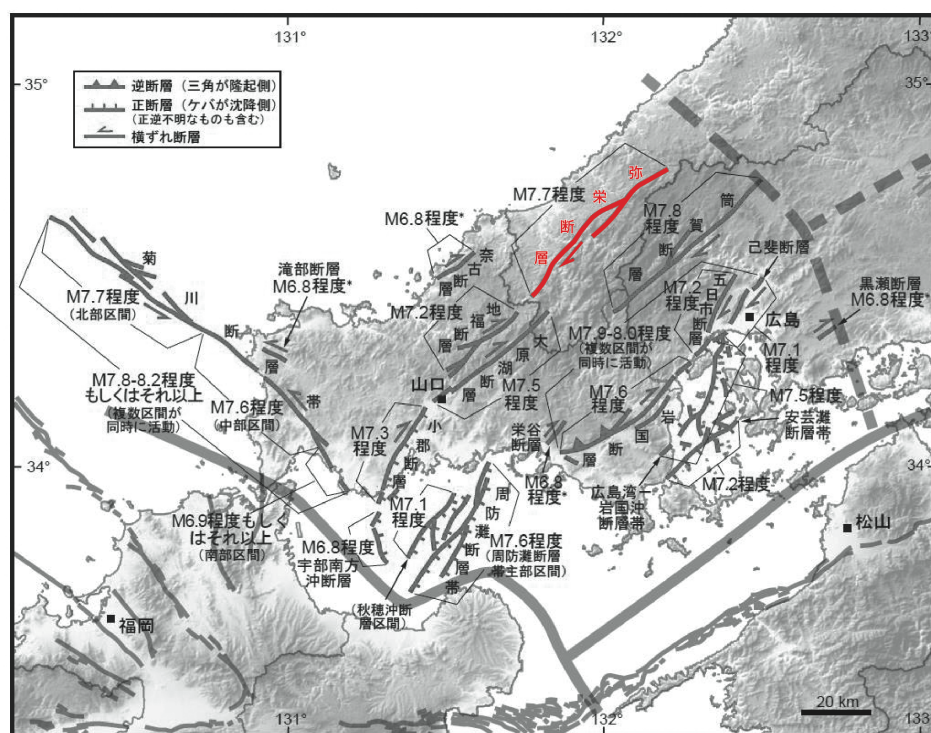 131°
132°
133°
35°
35°
逆断層（三角が隆起側）
正断層（ケバが沈降側）
（正逆不明なものも含む）
横ずれ断層
弥栄断層
M7.7程度
筒賀断層
M7.8
程度
M6.8程度*
奈古断層
己斐断層
菊川断層帯
滝部断層
M6.8程度*
M7.7程度
（北部区間）
M7.2程度
地福断層
五日市断層
M7.2
程度
黒瀬断層
M6.8程度*
広島
大原湖断層
M7.9-8.0程度
（複数区間が
同時に活動）
M7.1
程度
M7.8-8.2程度
もしくはそれ以上
（複数区間が
同時に活動）
M7.6程度
（中部区間）
山口
M7.5
程度
M7.6
程度
M7.5程度
安芸灘
断層帯
小郡断層
M7.3
程度
栄谷
断層
岩国断層
34°
34°
M6.8
程度*
M7.2程度
広島湾ー
岩国沖
断層帯
M6.9程度もしく
はそれ以上
（南部区間）
M7.1
程度
周防灘断層帯
M6.8程度
宇部南方
沖断層
M7.6程度
（周防灘断層
帯主部区間）
松山
（秋穂沖断
層区間）
福岡
20 km
131°
132°
133°